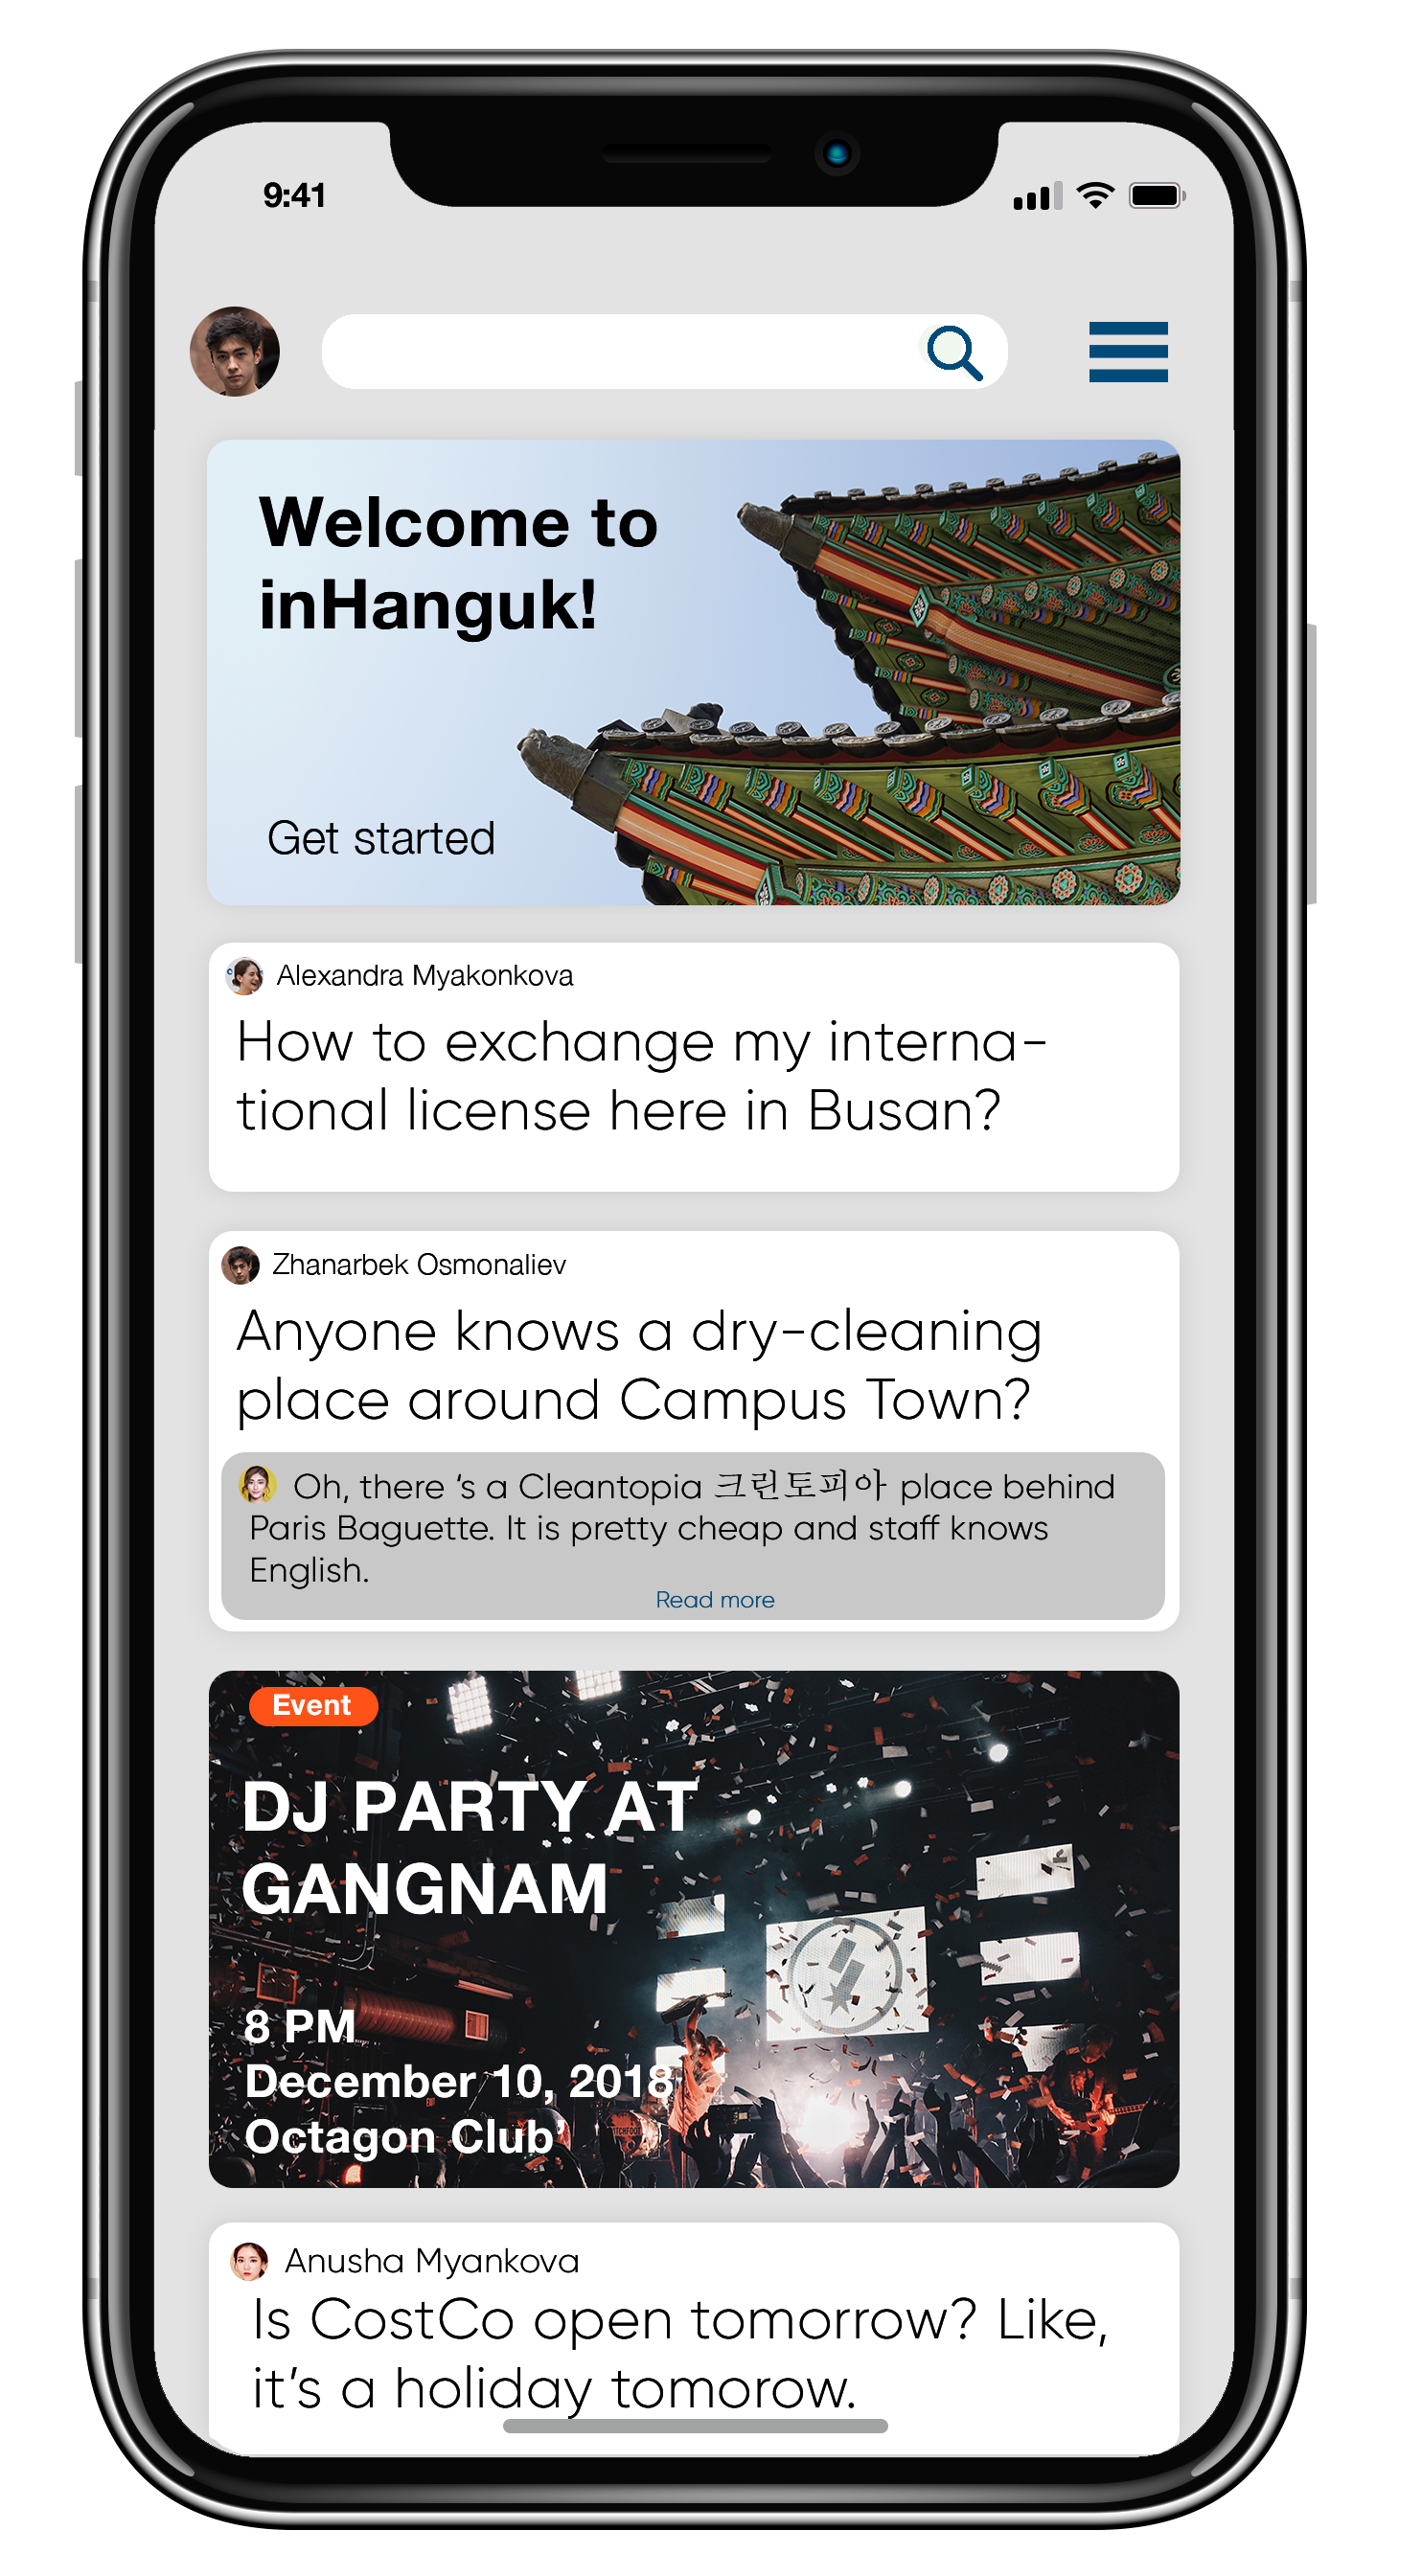 9:41
Welcome to
inHanguk!
Get started
Alexandra Myakonkova
How to exchange my interna-
tional license here in Busan?
Zhanarbek Osmonaliev
Anyone knows a dry-cleaning
place around Campus Town?
Oh, there ‘s a Cleantopia 크린토피아 place behind
Paris Baguette. It is pretty cheap and staff knows
English.
Read more
Event
DJ PARTY AT
GANGNAM
8 PM
December 10, 2018
Octagon Club’
Anusha Myankova
Is CostCo open tomorrow? Like,
it’s a holiday tomorow.